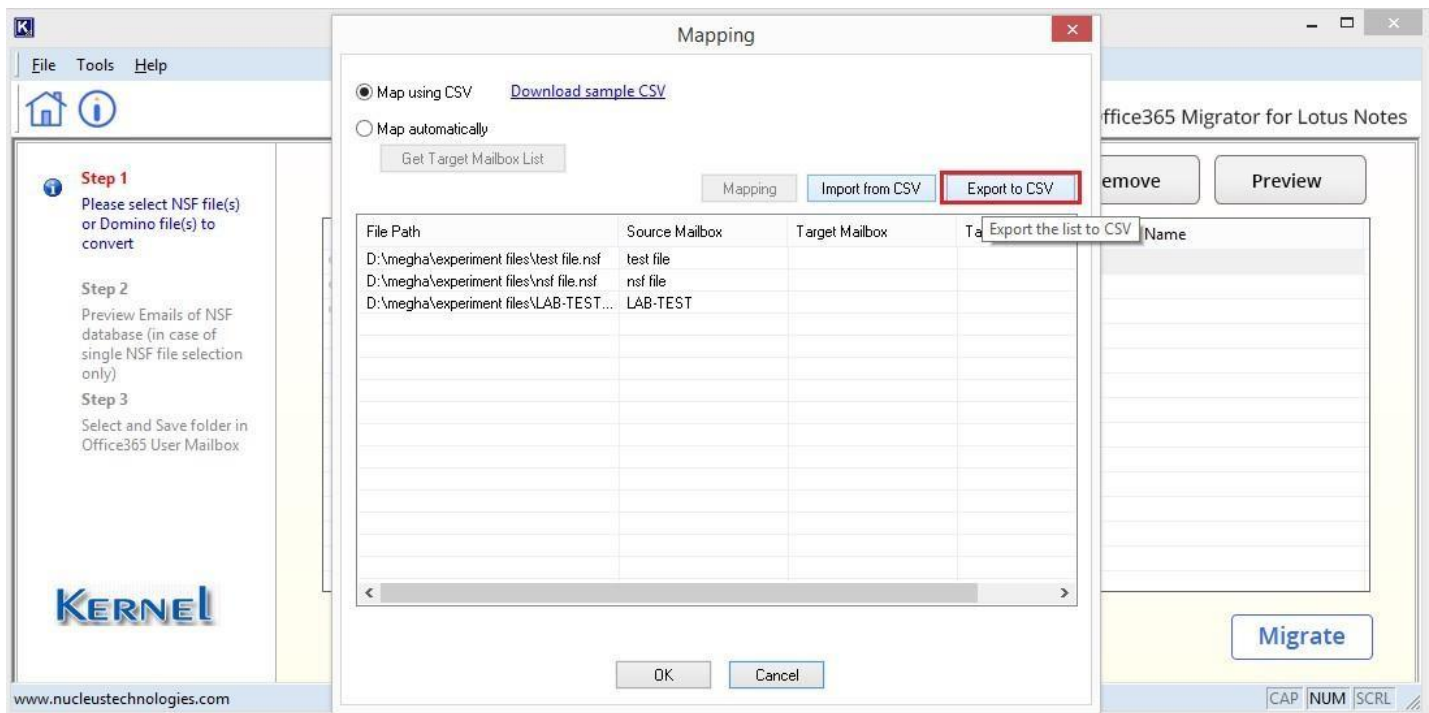 K
Mapping
File Tools Help
Map using CSV Download sample CSV
Map automatically
ffice365 Migrator for Lotus Notes
Get Target Mailbox List
Mapping Import from CSV Export to CSV
emove Preview
Export the list to CSV
Step 1
Please select NSF file(s)
or Domino file(s) to
convert
Step 2
Preview Emails of NSF
database (in case of
single NSF file selection
only)
Step 3
Select and Save folder in
Office365 User Mailbox
File Path Source Mailbox Target Mailbox Ta Name
D:\megha\experiment files\test file.nsf test file
D:\megha\experiment files\nsf file.nsf nsf file
D:\megha\experiment files\LAB-TEST... LAB-TEST
KERNEL
Migrate
OK Cancel
www.nucleustechnologies.com CAP NUM SCRL